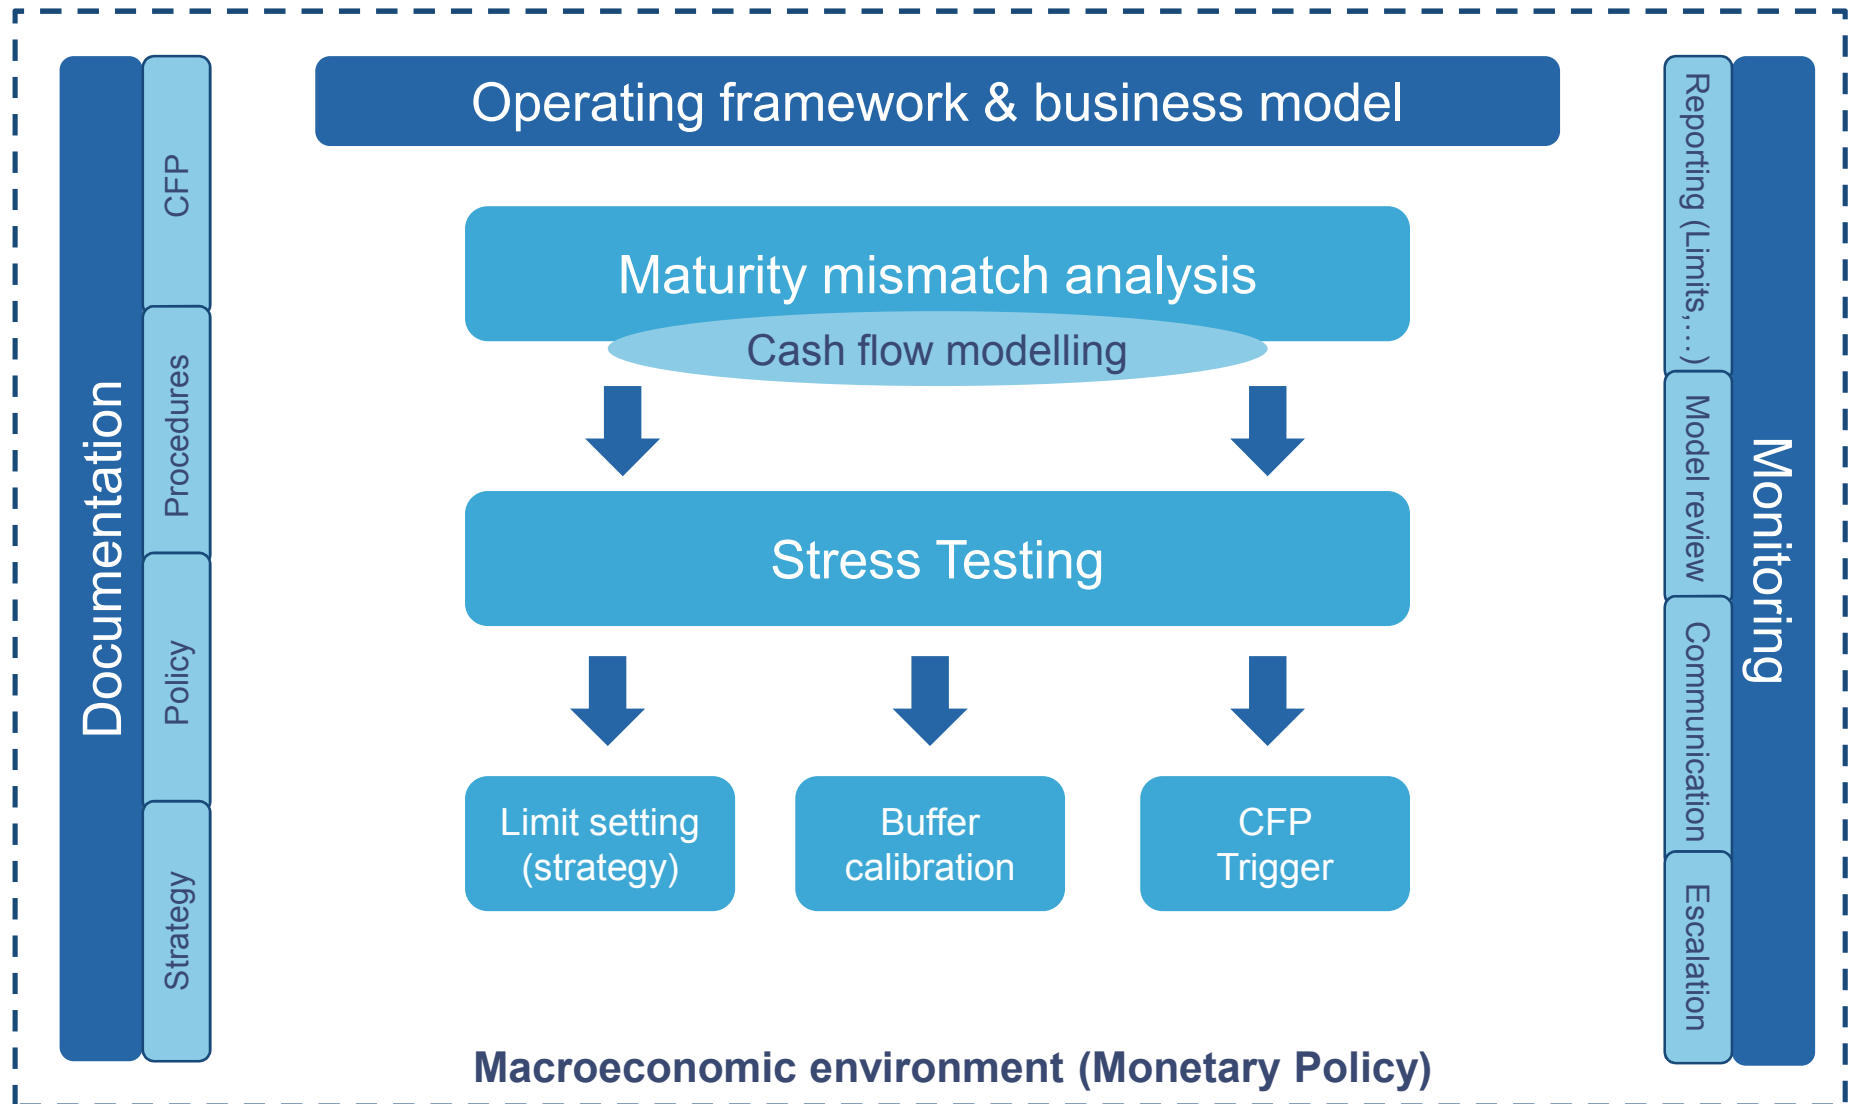 Operating framework & business model
Documentation
CFP
Procedures
Policy
Strategy
Maturity mismatch analysis
Cash flow modelling
Stress Testing
Limit setting
(strategy)
Buffer
calibration
CFP
Trigger
Reporting (Limits,…)
Model review
Communication
Escalation
Monitoring
Macroeconomic environment (Monetary Policy)